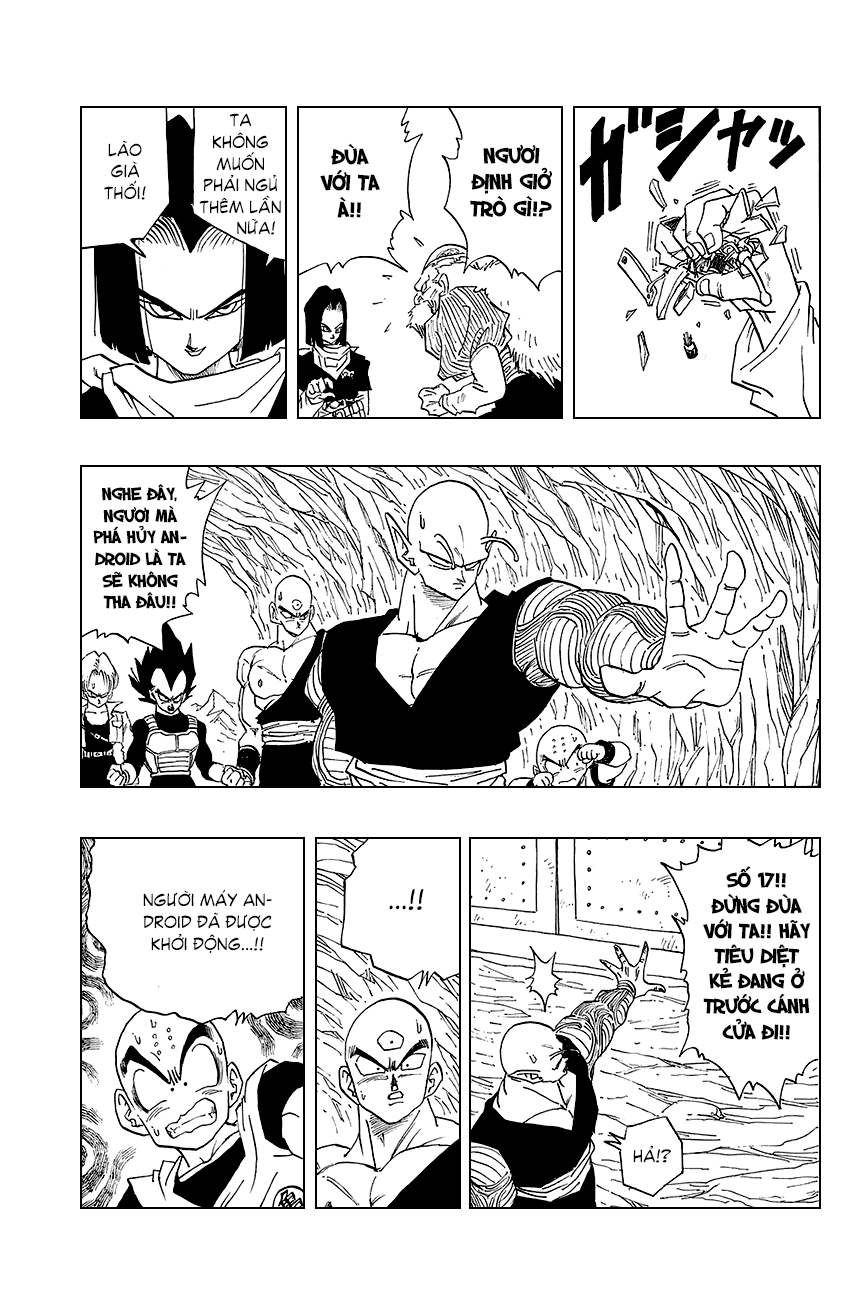 ガシャッ
NGƯƠI
ĐỊNH GIỞ
TRÒ GÌ!?
ĐÙA
VỚI TA
À!!
TA
KHÔNG
MUỐN
PHẢI NGỦ
THÊM LẦN
NỮA!
LÃO
GIÀ
THỐI!
NGHE ĐÂY,
NGƯƠI MÀ
PHÁ HỦY AN-
DROID LÀ TA
SẼ KHÔNG
THA ĐÂU!!
SỐ 17!!
ĐỪNG ĐÙA
VỚI TA!! HÃY
TIÊU DIỆT
KẺ ĐANG Ở
TRƯỚC CÁNH
CỬA ĐI!!
HẢ!?
...!!
NGƯỜI MÁY AN-
DROID ĐÃ ĐƯỢC
KHỞI ĐỘNG...!!